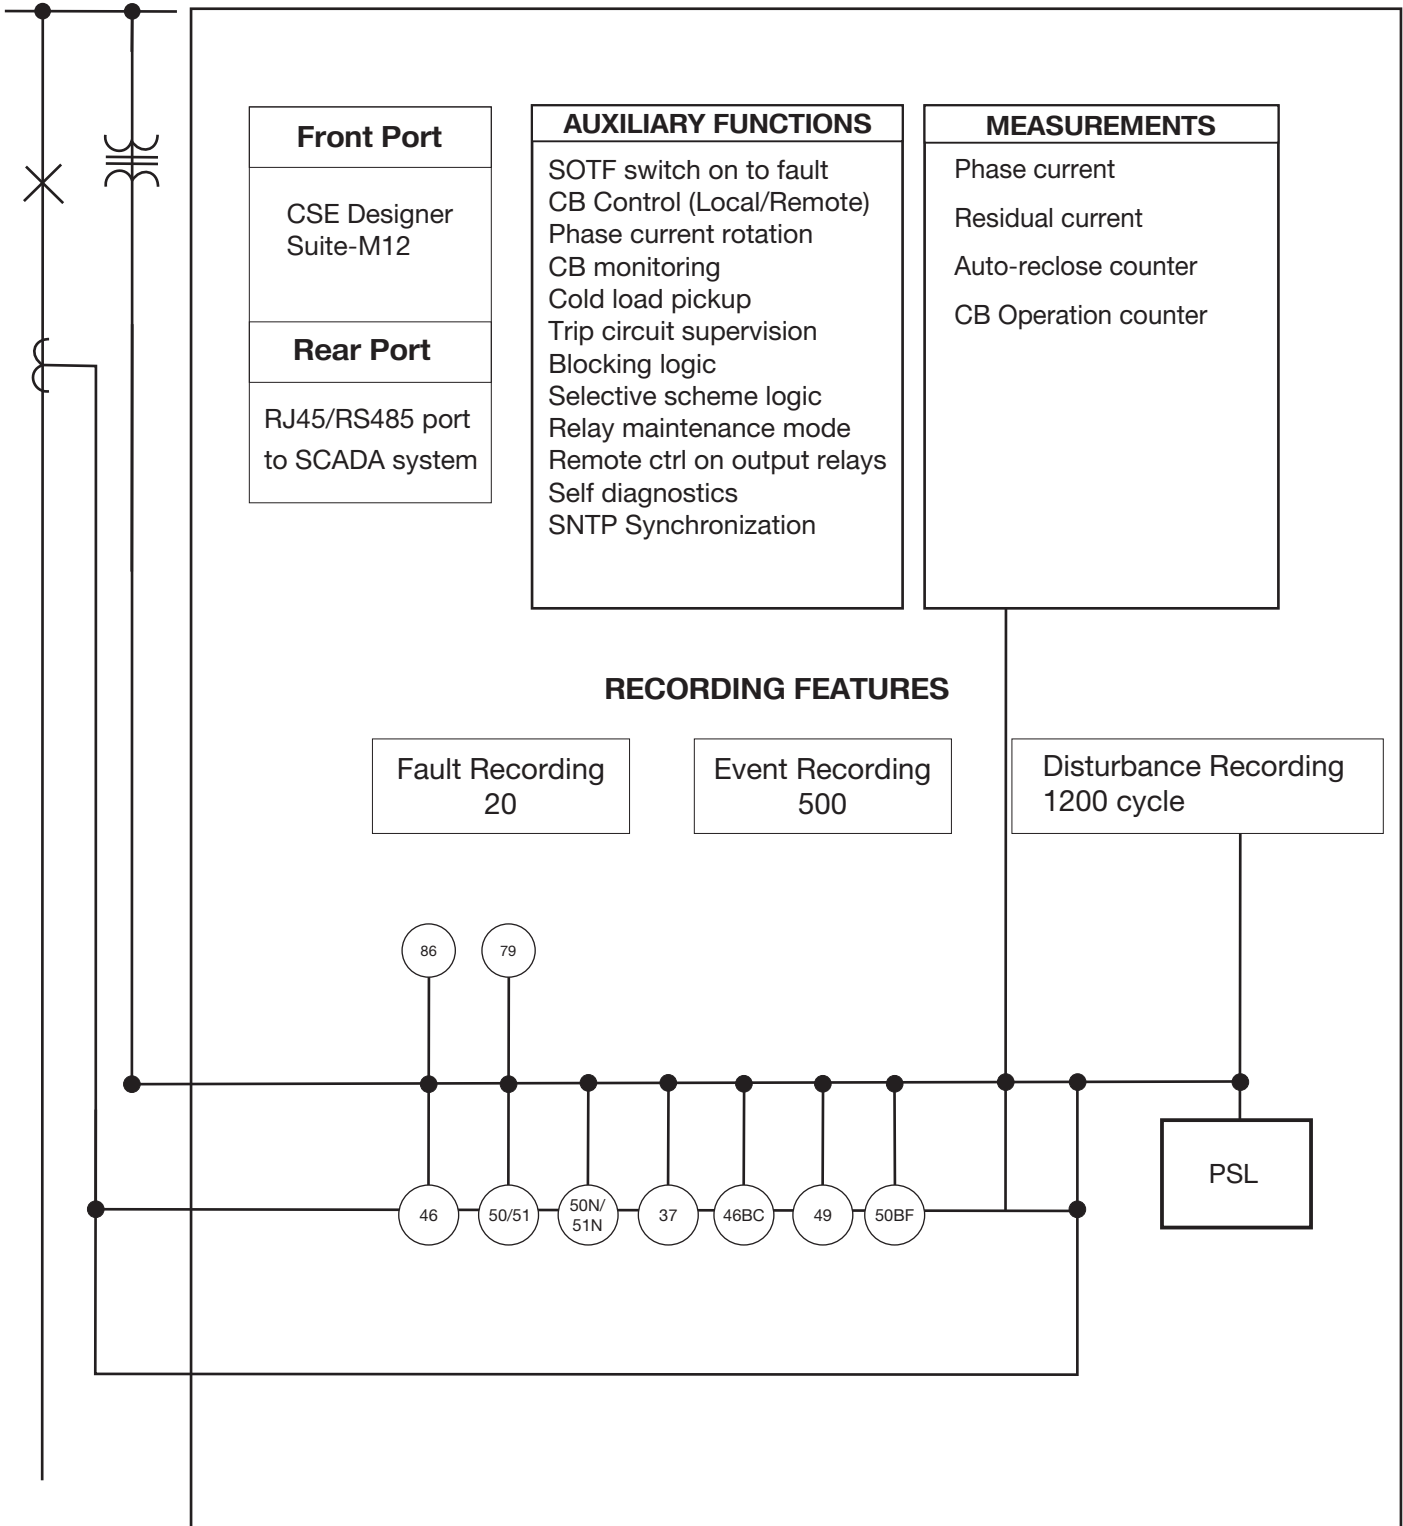 Front Port
CSE Designer
Suite-M12
Rear Port
RJ45/RS485 port
to SCADA system
AUXILIARY FUNCTIONS
SOTF switch on to fault
CB Control (Local/Remote)
Phase current rotation
CB monitoring
Cold load pickup
Trip circuit supervision
Blocking logic
Selective scheme logic
Relay maintenance mode
Remote ctrl on output relays
Self diagnostics
SNTP Synchronization
MEASUREMENTS
Phase current
Residual current
Auto-reclose counter
CB Operation counter
RECORDING FEATURES
Fault Recording
20
Event Recording
500
Disturbance Recording
1200 cycle
86
79
46
50/51
50N/
51N
37
46BC
49
50BF
PSL